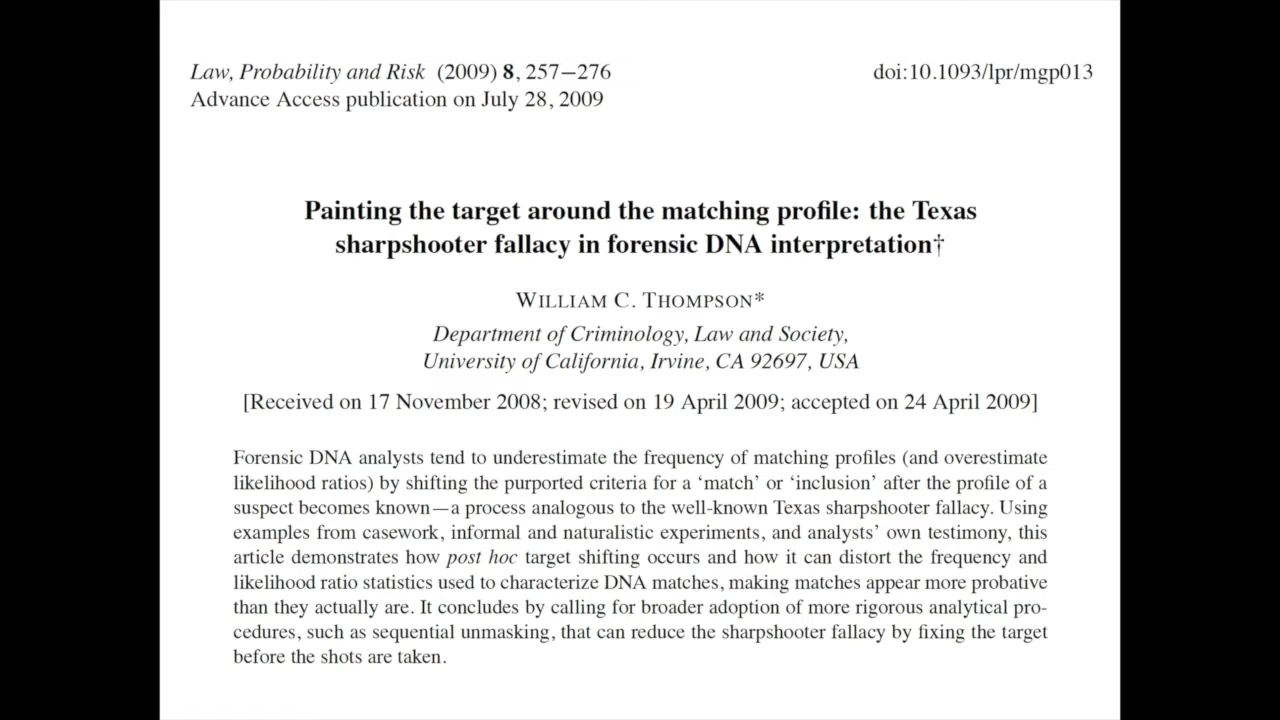 Law, Probability and Risk (2009) 8, 257−276
doi:10.1093/lpr/mgp013
Advance Access publication on July 28, 2009
Painting the target around the matching profile: the Texas
sharpshooter fallacy in forensic DNA interpretation†
WILLIAM C. THOMPSON*
Department of Criminology, Law and Society,
University of California, Irvine, CA 92697, USA
[Received on 17 November 2008; revised on 19 April 2009; accepted on 24 April 2009]
Forensic DNA analysts tend to underestimate the frequency of matching profiles (and overestimate
likelihood ratios) by shifting the purported criteria for a ‘match’ or ‘inclusion’ after the profile of a
suspect becomes known—a process analogous to the well-known Texas sharpshooter fallacy. Using
examples from casework, informal and naturalistic experiments, and analysts’ own testimony, this
article demonstrates how post hoc target shifting occurs and how it can distort the frequency and
likelihood ratio statistics used to characterize DNA matches, making matches appear more probative
than they actually are. It concludes by calling for broader adoption of more rigorous analytical pro-
cedures, such as sequential unmasking, that can reduce the sharpshooter fallacy by fixing the target
before the shots are taken.